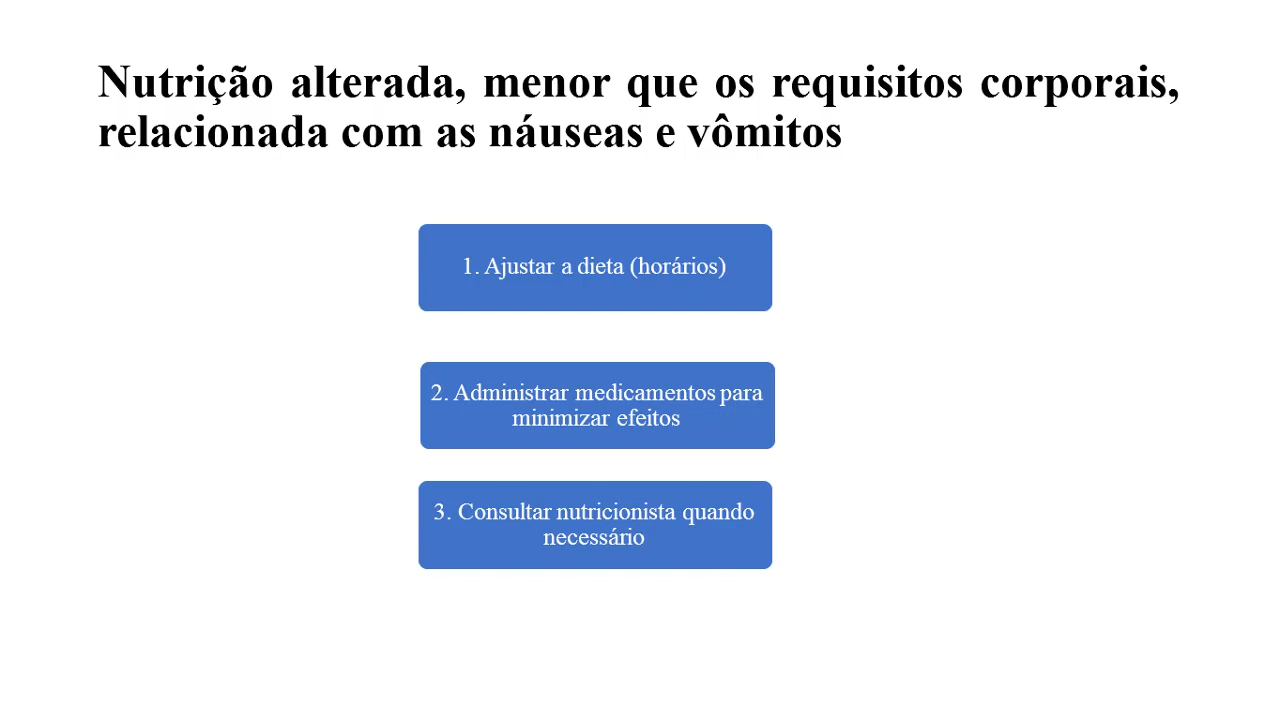 Nutrição alterada, menor que os requisitos corporais,
relacionada com as náuseas e vômitos
1. Ajustar a dieta (horários)
2. Administrar medicamentos para
minimizar efeitos
3. Consultar nutricionista quando
necessário